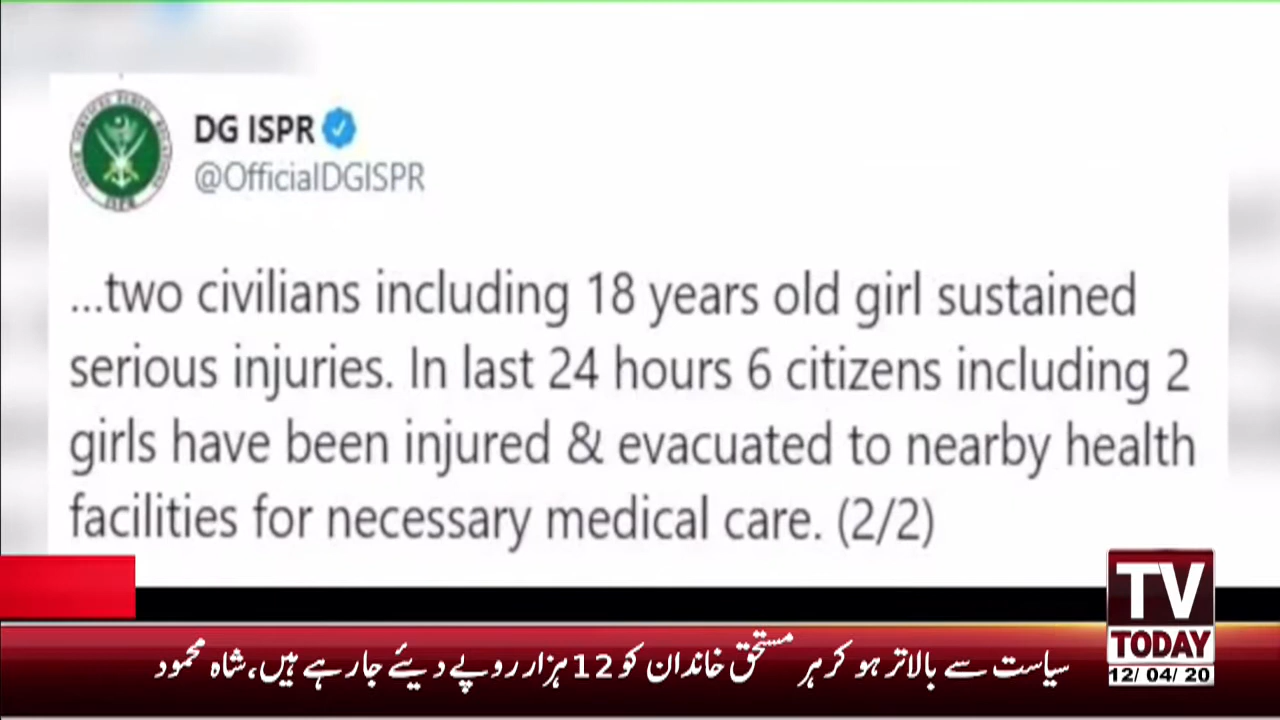 DG ISPR
@OfficialDGISPR
...two civilians including 18 years old girl sustained
serious injuries. In last 24 hours 6 citizens including 2
girls have been injured & evacuated to nearby health
facilities for necessary medical care. (2/2)
TV
TODAY
12/ 04/ 20
سیاست سے بالاتر ہو کر ہر مستحق خاندان کو 12 ہزار روپے دیئے جا رہے ہیں، شاہ محمود